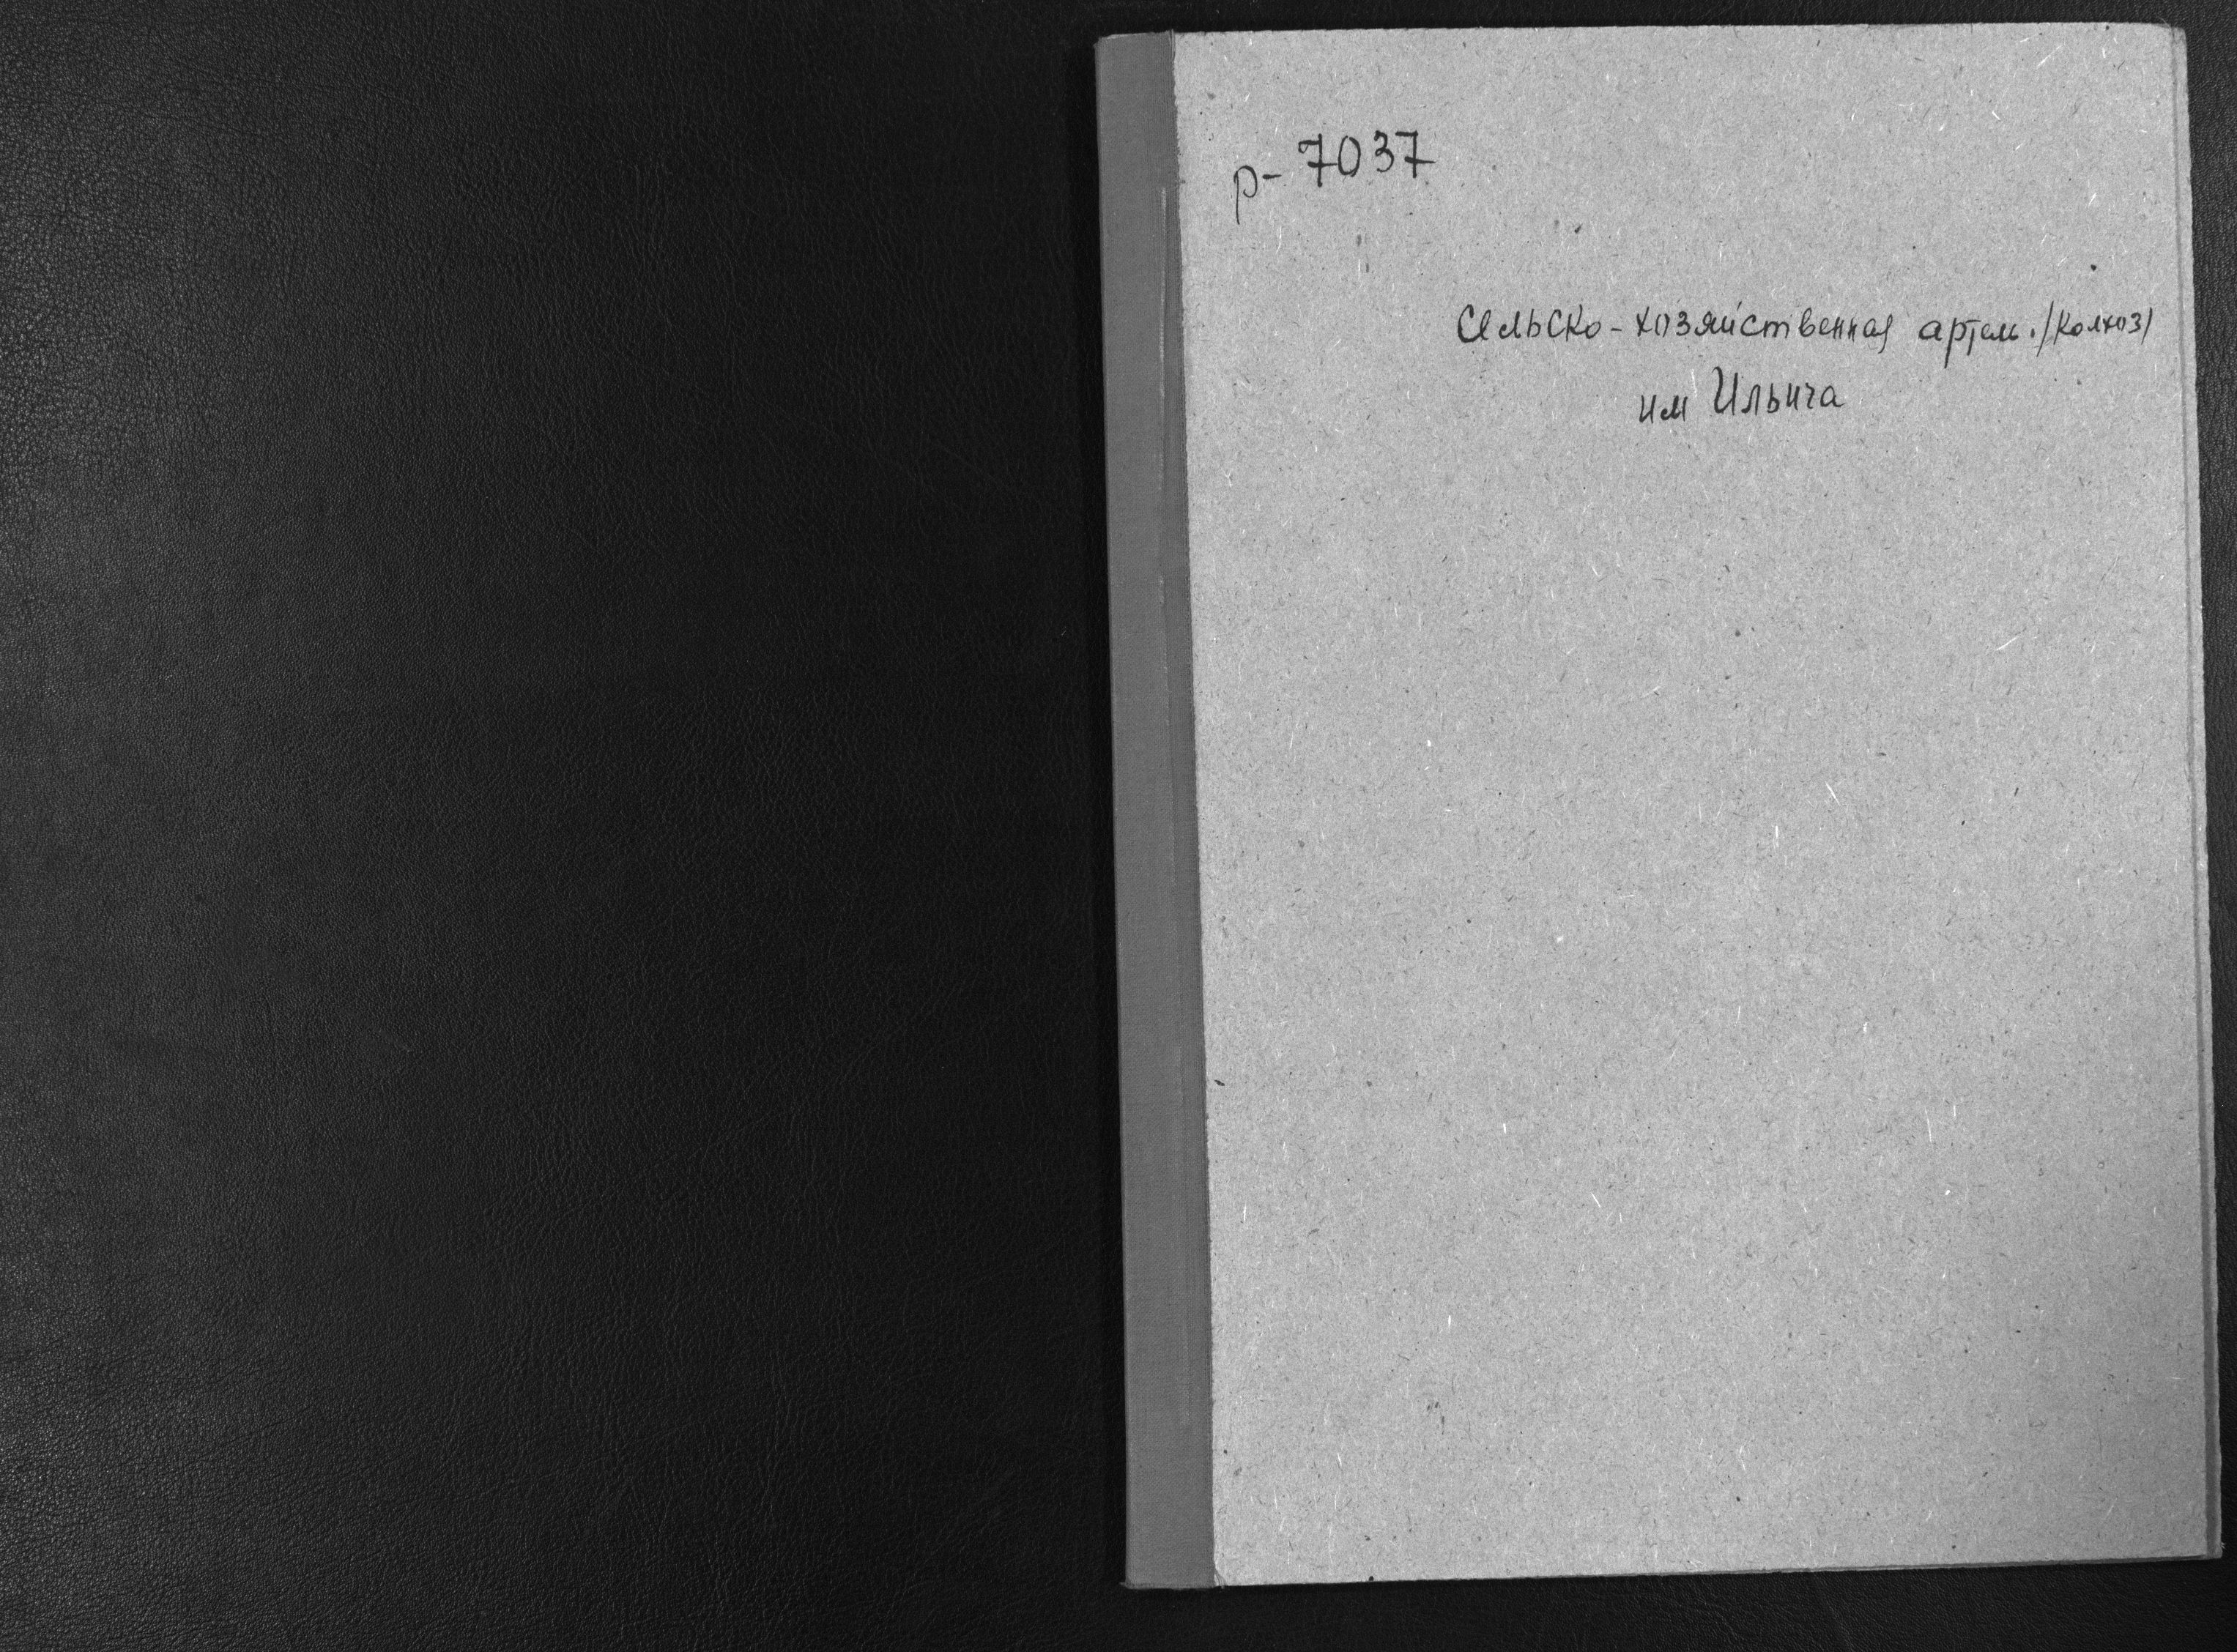 р-7037
Сельско-хозяйственная артель./колхоз/
им Ильича